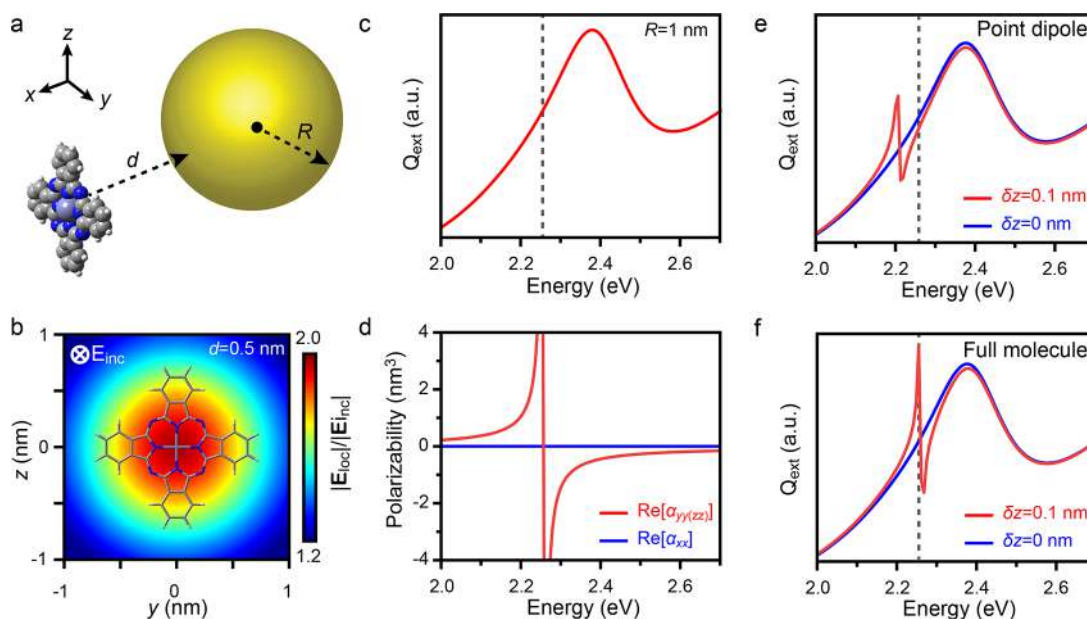 a
z
x
y
d
R
b
E_inc
d=0.5 nm
z (nm)
1
0
-1
-1
0
1
y (nm)
2.0
1.2
|E_loc|/|E_inc|
c
R=1 nm
Q_ext (a.u.)
2.0
2.2
2.4
2.6
Energy (eV)
d
Polarizability (nm³)
4
2
0
-2
-4
Re[α_yy(zz)]
Re[α_xx]
2.0
2.2
2.4
2.6
Energy (eV)
e
Point dipole
Q_ext (a.u.)
δz=0.1 nm
δz=0 nm
2.0
2.2
2.4
2.6
Energy (eV)
f
Full molecule
Q_ext (a.u.)
δz=0.1 nm
δz=0 nm
2.0
2.2
2.4
2.6
Energy (eV)